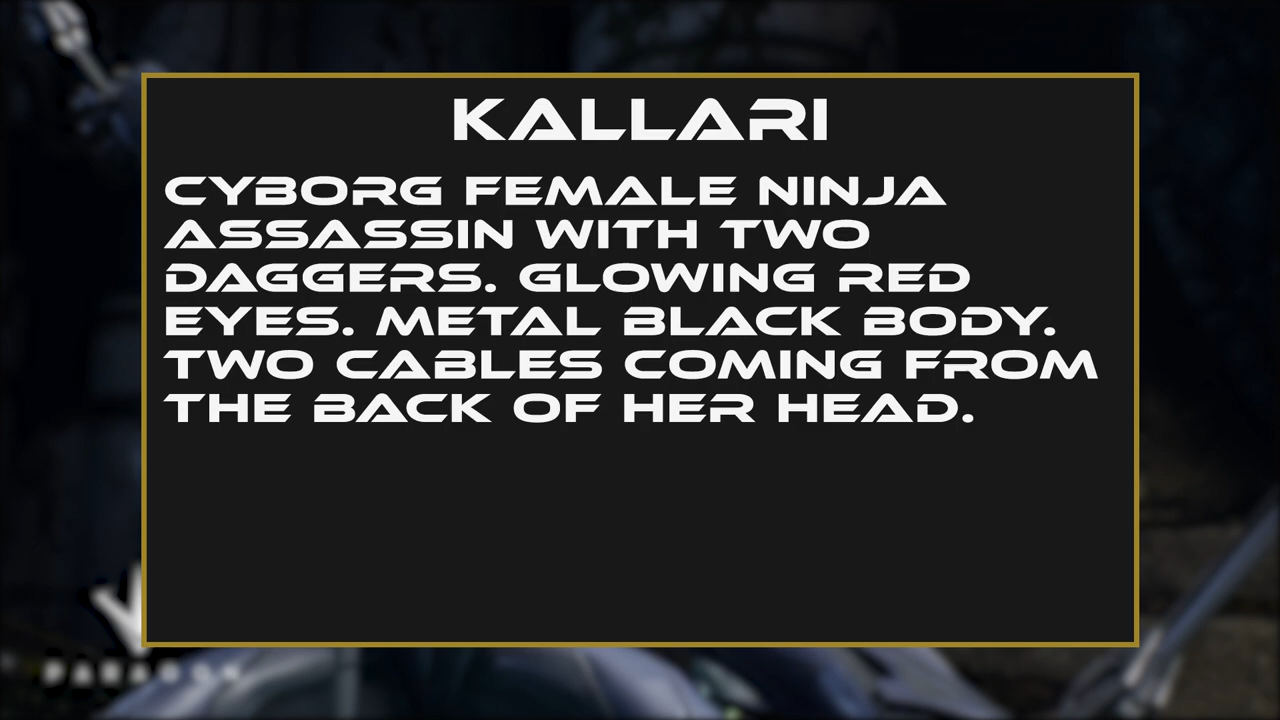 KALLARI
CYBORG FEMALE NINJA
ASSASSIN WITH TWO
DAGGERS. GLOWING RED
EYES. METAL BLACK BODY.
TWO CABLES COMING FROM
THE BACK OF HER HEAD.
PARAGON